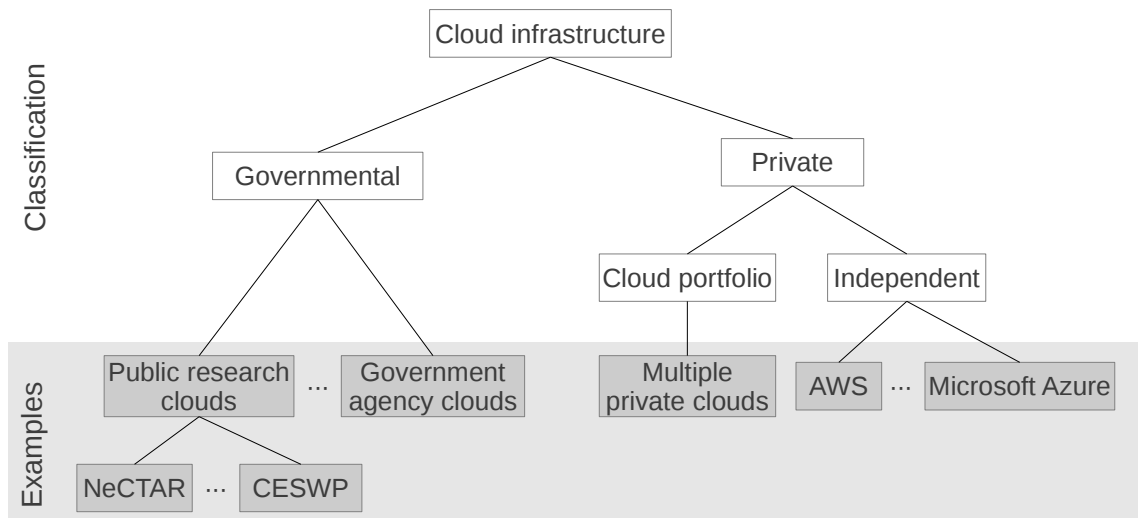 Classification
Cloud infrastructure
Governmental
Private
Cloud portfolio
Independent
Examples
Public research
clouds
...
Government
agency clouds
Multiple
private clouds
AWS
...
Microsoft Azure
NeCTAR
...
CESWP